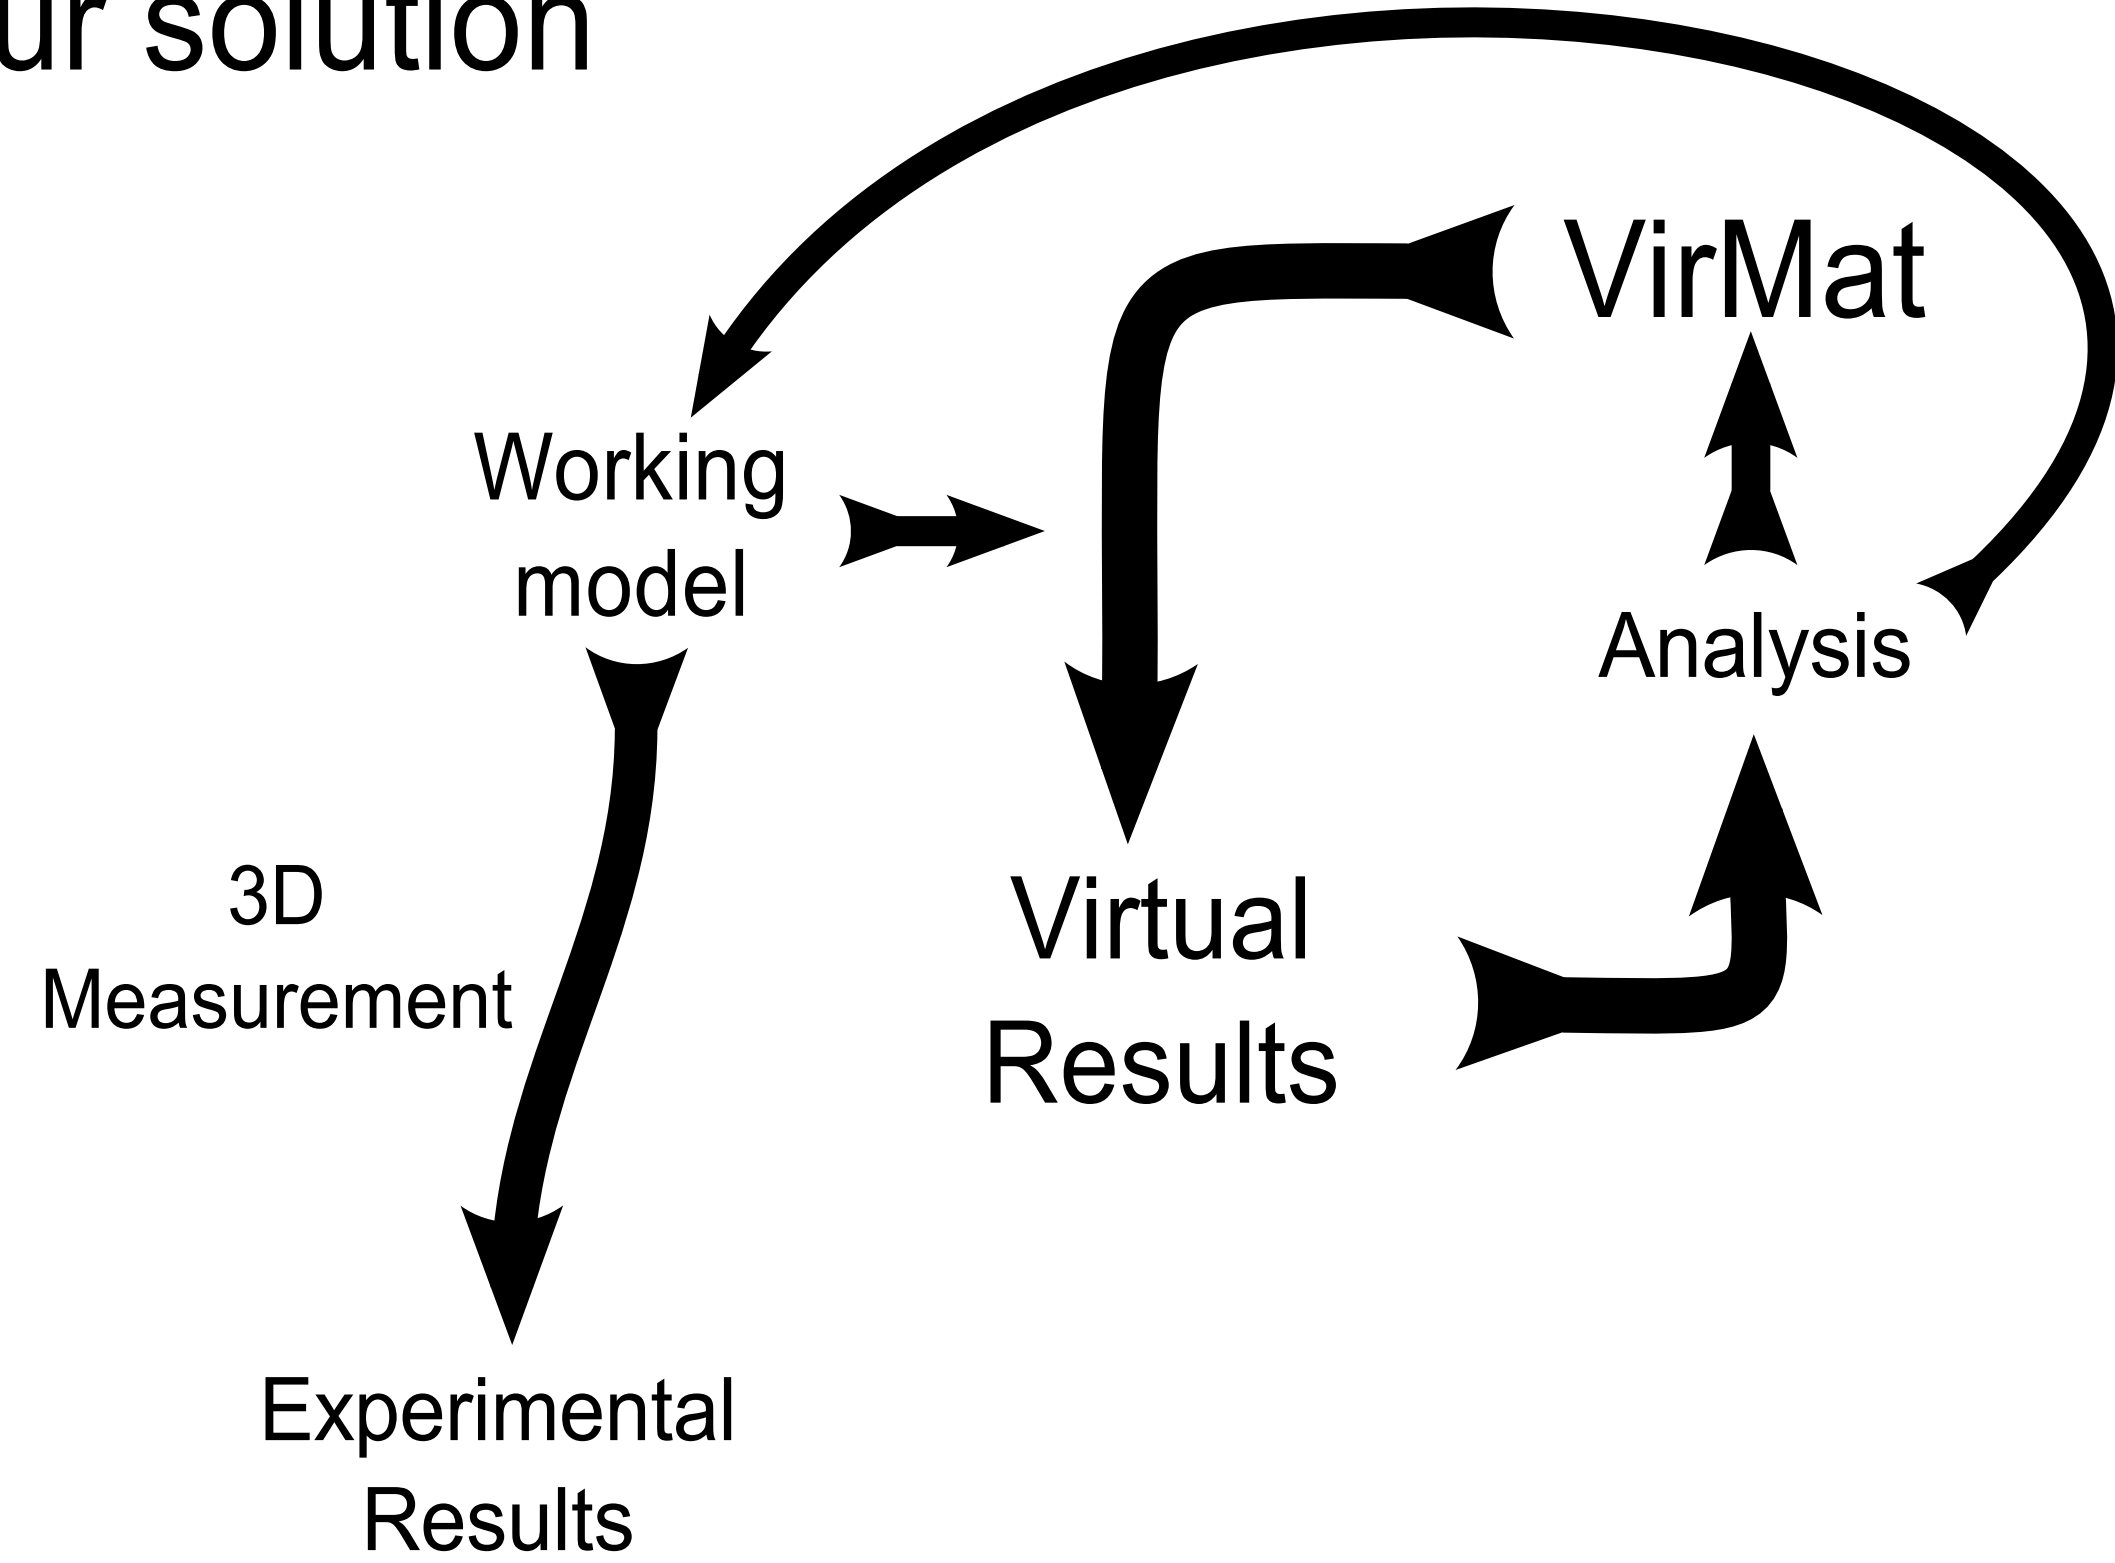 ur solution
VirMat
Working
model
Analysis
3D
Measurement
Virtual
Results
Experimental
Results